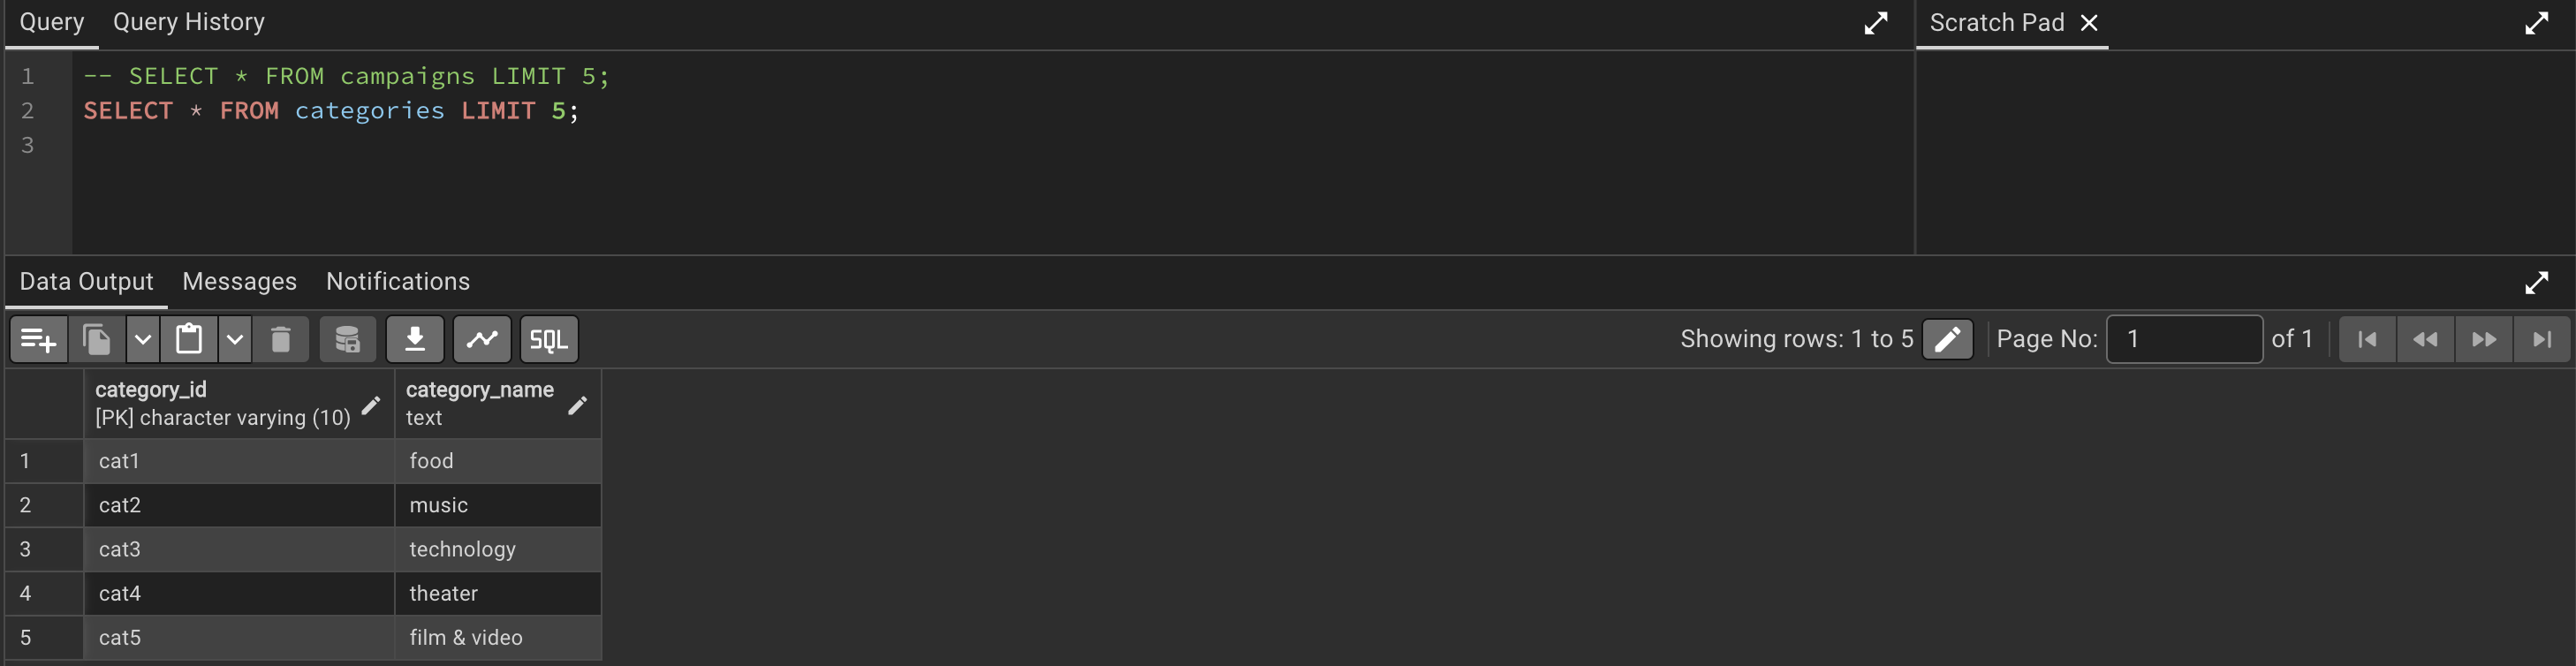 Query Query History Scratch Pad
1 -- SELECT * FROM campaigns LIMIT 5;
2 SELECT * FROM categories LIMIT 5;
3
Data Output Messages Notifications
SQL Showing rows: 1 to 5 Page No: 1 of 1
category_id category_name
[PK] character varying (10) text
1 cat1 food
2 cat2 music
3 cat3 technology
4 cat4 theater
5 cat5 film & video